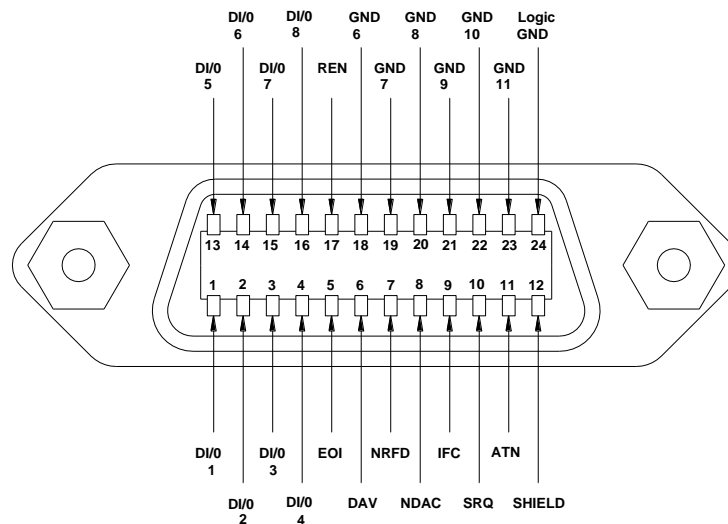 DI/0 6
DI/0 8
GND 6
GND 8
GND 10
Logic GND
DI/0 5
DI/0 7
REN
GND 7
GND 9
GND 11
13 14 15 16 17 18 19 20 21 22 23 24
1 2 3 4 5 6 7 8 9 10 11 12
DI/0 1
DI/0 3
EOI
NRFD
IFC
ATN
DI/0 2
DI/0 4
DAV
NDAC
SRQ
SHIELD